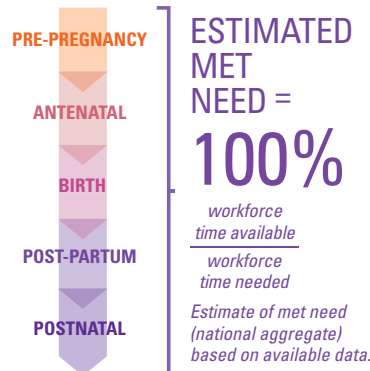 PRE-PREGNANCY
ANTENATAL
BIRTH
POST-PARTUM
POSTNATAL
ESTIMATED
MET
NEED =
100%
workforce
time available
workforce
time needed
Estimate of met need
(national aggregate)
based on available data.